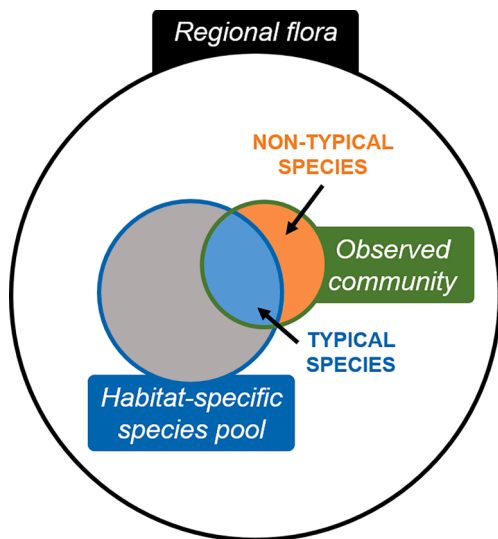 Regional flora
NON-TYPICAL
SPECIES
Observed
community
TYPICAL
SPECIES
Habitat-specific
species pool